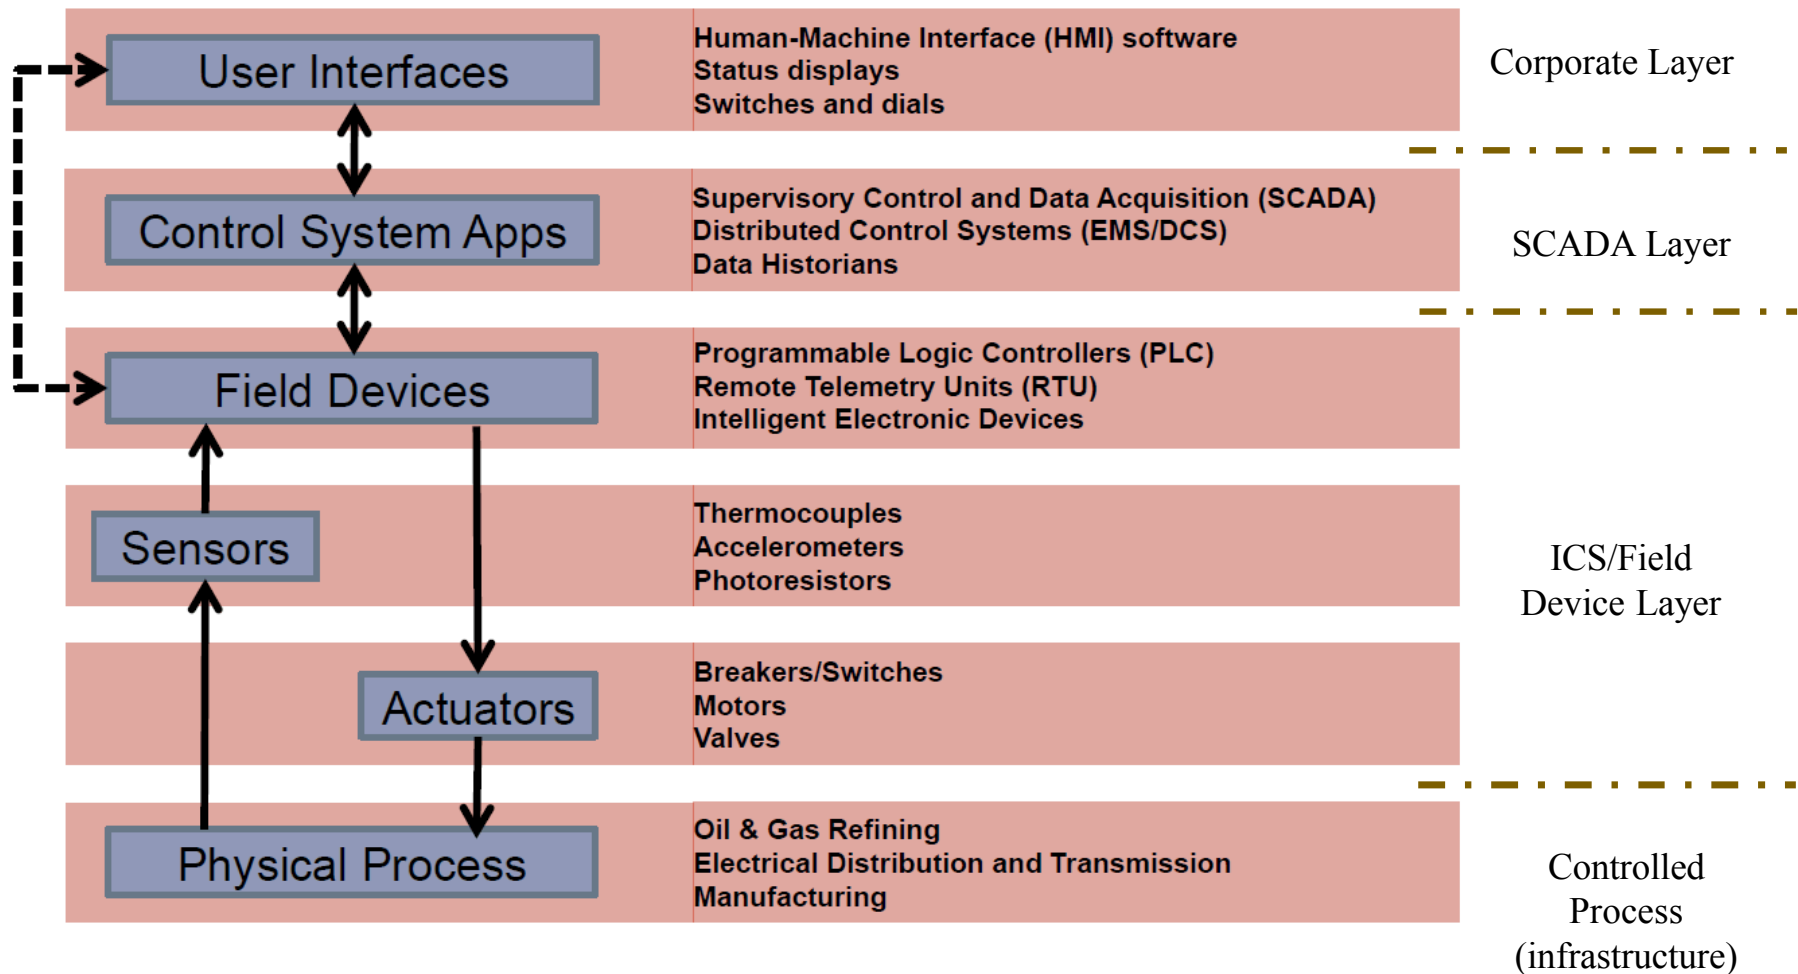 User Interfaces
Human-Machine Interface (HMI) software
Status displays
Switches and dials
Corporate Layer
Control System Apps
Supervisory Control and Data Acquisition (SCADA)
Distributed Control Systems (EMS/DCS)
Data Historians
SCADA Layer
Field Devices
Programmable Logic Controllers (PLC)
Remote Telemetry Units (RTU)
Intelligent Electronic Devices
Sensors
Thermocouples
Accelerometers
Photoresistors
ICS/Field
Device Layer
Actuators
Breakers/Switches
Motors
Valves
Physical Process
Oil & Gas Refining
Electrical Distribution and Transmission
Manufacturing
Controlled
Process
(infrastructure)